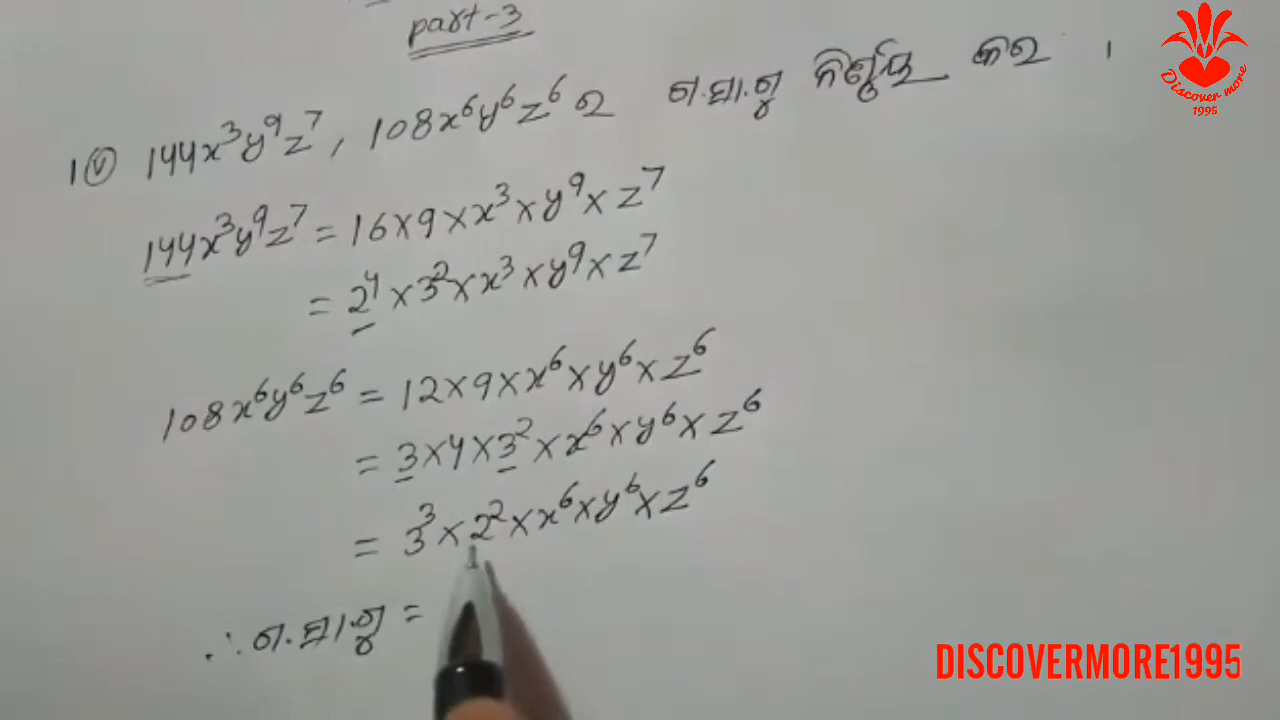 part-3
1(v) 144x³y⁹z⁷, 108x⁶y⁶z⁶ ର ଗ.ସା.ଗୁ ନିର୍ଣ୍ଣୟ କର ।
144x³y⁹z⁷ = 16×9×x³×y⁹×z⁷
= 2⁴×3²×x³×y⁹×z⁷
108x⁶y⁶z⁶ = 12×9×x⁶×y⁶×z⁶
= 3×4×3²×x⁶×y⁶×z⁶
= 3³×2²×x⁶×y⁶×z⁶
∴ ଗ.ସା.ଗୁ =
Discover more
1995
DISCOVERMORE1995